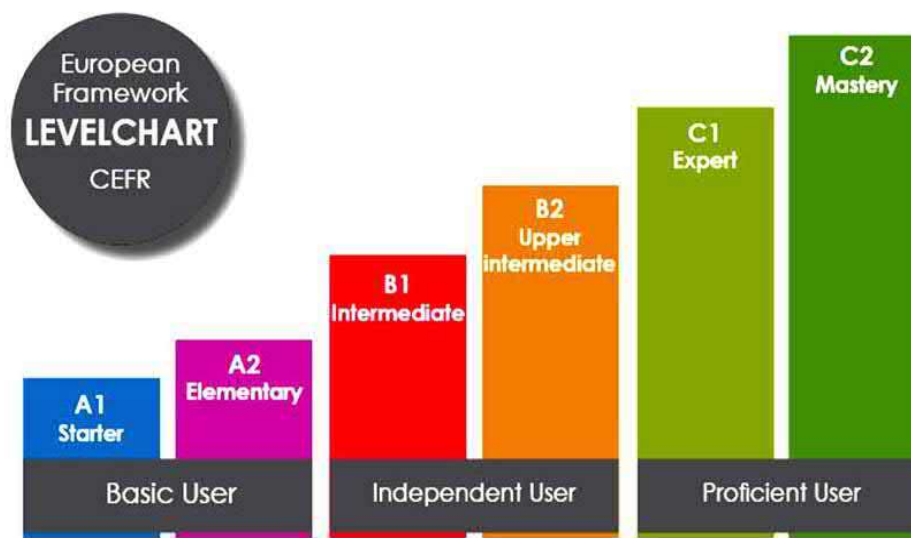 European
Framework
LEVELCHART
CEFR
A1
Starter
A2
Elementary
B1
Intermediate
B2
Upper
intermediate
C1
Expert
C2
Mastery
Basic User
Independent User
Proficient User